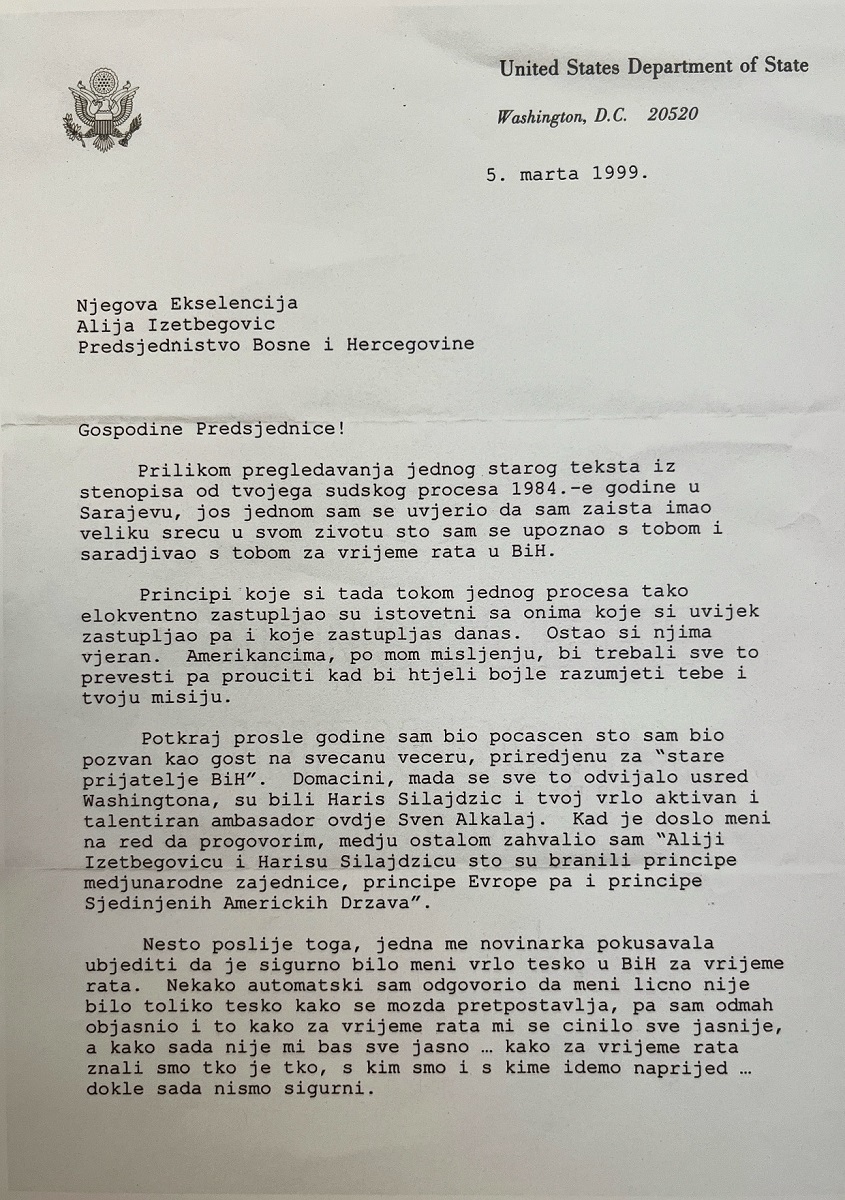 United States Department of State
Washington, D.C. 20520
5. marta 1999.
Njegova Ekselencija
Alija Izetbegovic
Predsjednistvo Bosne i Hercegovine
Gospodine Predsjednice!
Prilikom pregledavanja jednog starog teksta iz
stenopisa od tvojega sudskog procesa 1984.-e godine u
Sarajevu, jos jednom sam se uvjerio da sam zaista imao
veliku srecu u svom zivotu sto sam se upoznao s tobom i
saradjivao s tobom za vrijeme rata u BiH.
Principi koje si tada tokom jednog procesa tako
elokventno zastupljao su istovetni sa onima koje si uvijek
zastupljao pa i koje zastupljas danas.  Ostao si njima
vjeran.  Amerikancima, po mom misljenju, bi trebali sve to
prevesti pa prouciti kad bi htjeli bojle razumjeti tebe i
tvoju misiju.
Potkraj prosle godine sam bio pocascen sto sam bio
pozvan kao gost na svecanu veceru, priredjenu za “stare
prijatelje BiH”.  Domacini, mada se sve to odvijalo usred
Washingtona, su bili Haris Silajdzic i tvoj vrlo aktivan i
talentiran ambasador ovdje Sven Alkalaj.  Kad je doslo meni
na red da progovorim, medju ostalom zahvalio sam “Aliji
Izetbegovicu i Harisu Silajdzicu sto su branili principe
medjunarodne zajednice, principe Evrope pa i principe
Sjedinjenih Americkih Drzava”.
Nesto poslije toga, jedna me novinarka pokusavala
ubjediti da je sigurno bilo meni vrlo tesko u BiH za vrijeme
rata.  Nekako automatski sam odgovorio da meni licno nije
bilo toliko tesko kako se mozda pretpostavlja, pa sam odmah
objasnio i to kako za vrijeme rata mi se cinilo sve jasnije,
a kako sada nije mi bas sve jasno … kako za vrijeme rata
znali smo tko je tko, s kim smo i s kime idemo naprijed …
dokle sada nismo sigurni.